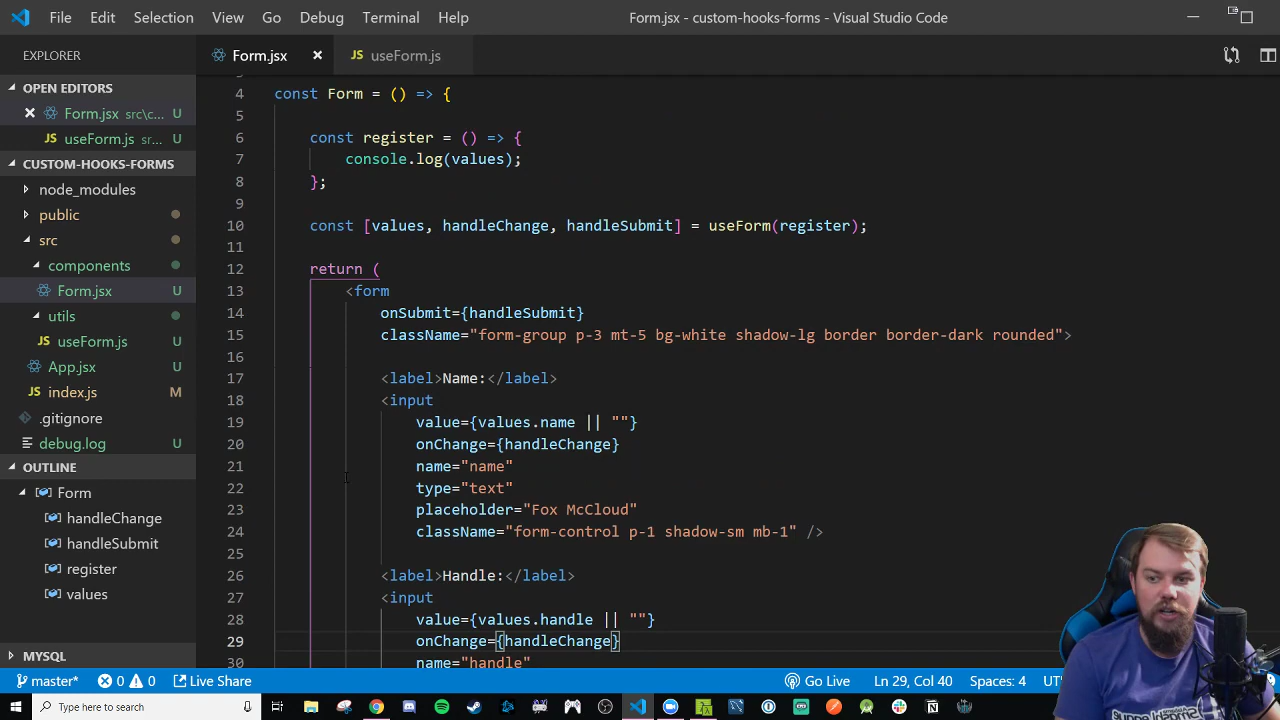 File Edit Selection View Go Debug Terminal Help
Form.jsx - custom-hooks-forms - Visual Studio Code
EXPLORER
OPEN EDITORS
Form.jsx src\c... U
useForm.js sr... U
CUSTOM-HOOKS-FORMS
node_modules
public
src
components
Form.jsx U
utils
useForm.js U
App.jsx U
index.js M
.gitignore
debug.log U
OUTLINE
Form
handleChange
handleSubmit
register
values
MYSQL
Form.jsx
JS useForm.js
4 const Form = () => {
5
6 const register = () => {
7 console.log(values);
8 };
9
10 const [values, handleChange, handleSubmit] = useForm(register);
11
12 return (
13 <form
14 onSubmit={handleSubmit}
15 className="form-group p-3 mt-5 bg-white shadow-lg border border-dark rounded">
16
17 <label>Name:</label>
18 <input
19 value={values.name || ""}
20 onChange={handleChange}
21 name="name"
22 type="text"
23 placeholder="Fox McCloud"
24 className="form-control p-1 shadow-sm mb-1" />
25
26 <label>Handle:</label>
27 <input
28 value={values.handle || ""}
29 onChange={handleChange}
30 name="handle"
master* 0 0 Live Share Go Live Ln 29, Col 40 Spaces: 4
Type here to search